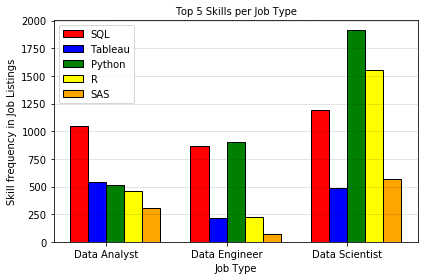 Top 5 Skills per Job Type
SQL
Tableau
Python
R
SAS
Skill frequency in Job Listings
2000
1750
1500
1250
1000
750
500
250
0
Data Analyst
Data Engineer
Data Scientist
Job Type